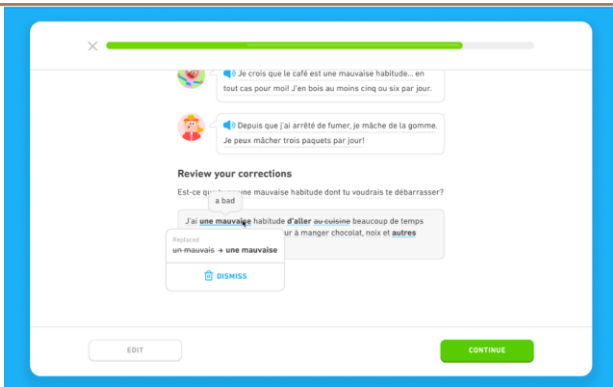 Je crois que le café est une mauvaise habitude... en
tout cas pour moi! J'en bois au moins cinq ou six par jour.
Depuis que j'ai arrêté de fumer, je mâche de la gomme.
Je peux mâcher trois paquets par jour!
Review your corrections
Est-ce que une mauvaise habitude dont tu voudrais te débarrasser?
a bad
J'ai une mauvaise habitude d'aller au cuisine beaucoup de temps
à manger chocolat, noix et autres
Replaced
un mauvais → une mauvaise
DISMISS
EDIT
CONTINUE